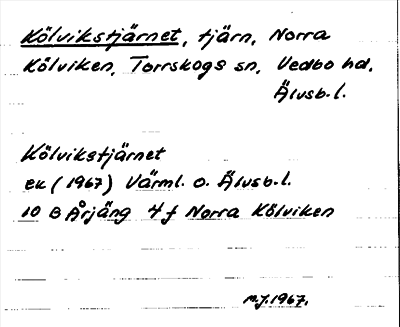 Kölvikstjärnet, tjärn, Norra
Kölviken, Torrskogs sn, Vedbo hd,
Älvsb. l.
Kölvikstjärnet
ek (1967) Värml. o. Älvsb. l.
10 B Årjäng 4 f Norra Kölviken
M.J. 1967.